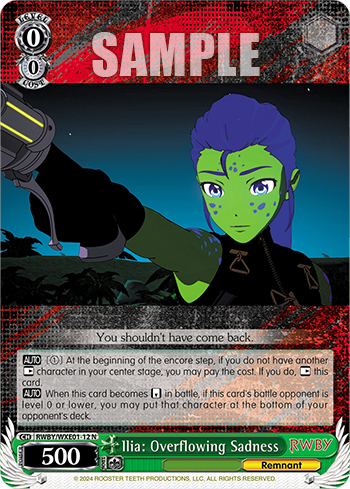 LEVEL
0
0
COST
SAMPLE
You shouldn't have come back.
AUTO [(1)] At the beginning of the encore step, if you do not have another
character in your center stage, you may pay the cost. If you do, this
card.
AUTO When this card becomes in battle, if this card's battle opponent is
level 0 or lower, you may put that character at the bottom of your
opponent's deck.
CH RWBY/WXE01-12 N
500
Ilia: Overflowing Sadness RWBY
Remnant
© 2024 ROOSTER TEETH PRODUCTIONS, LLC, ALL RIGHTS RESERVED.